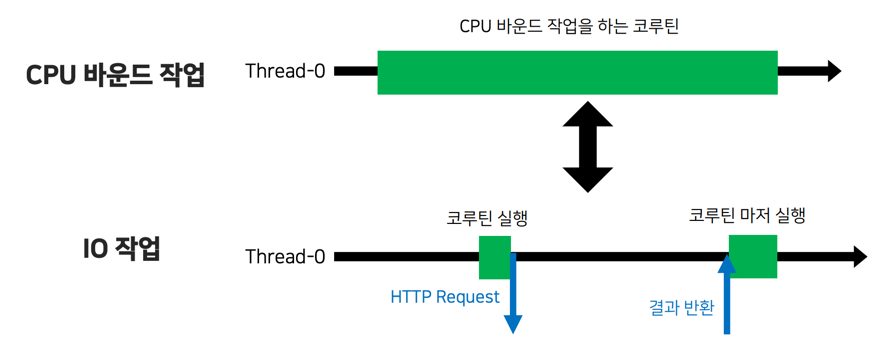 CPU 바운드 작업을 하는 코루틴
CPU 바운드 작업
Thread-0
코루틴 실행
코루틴 마저 실행
IO 작업
Thread-0
HTTP Request
결과 반환